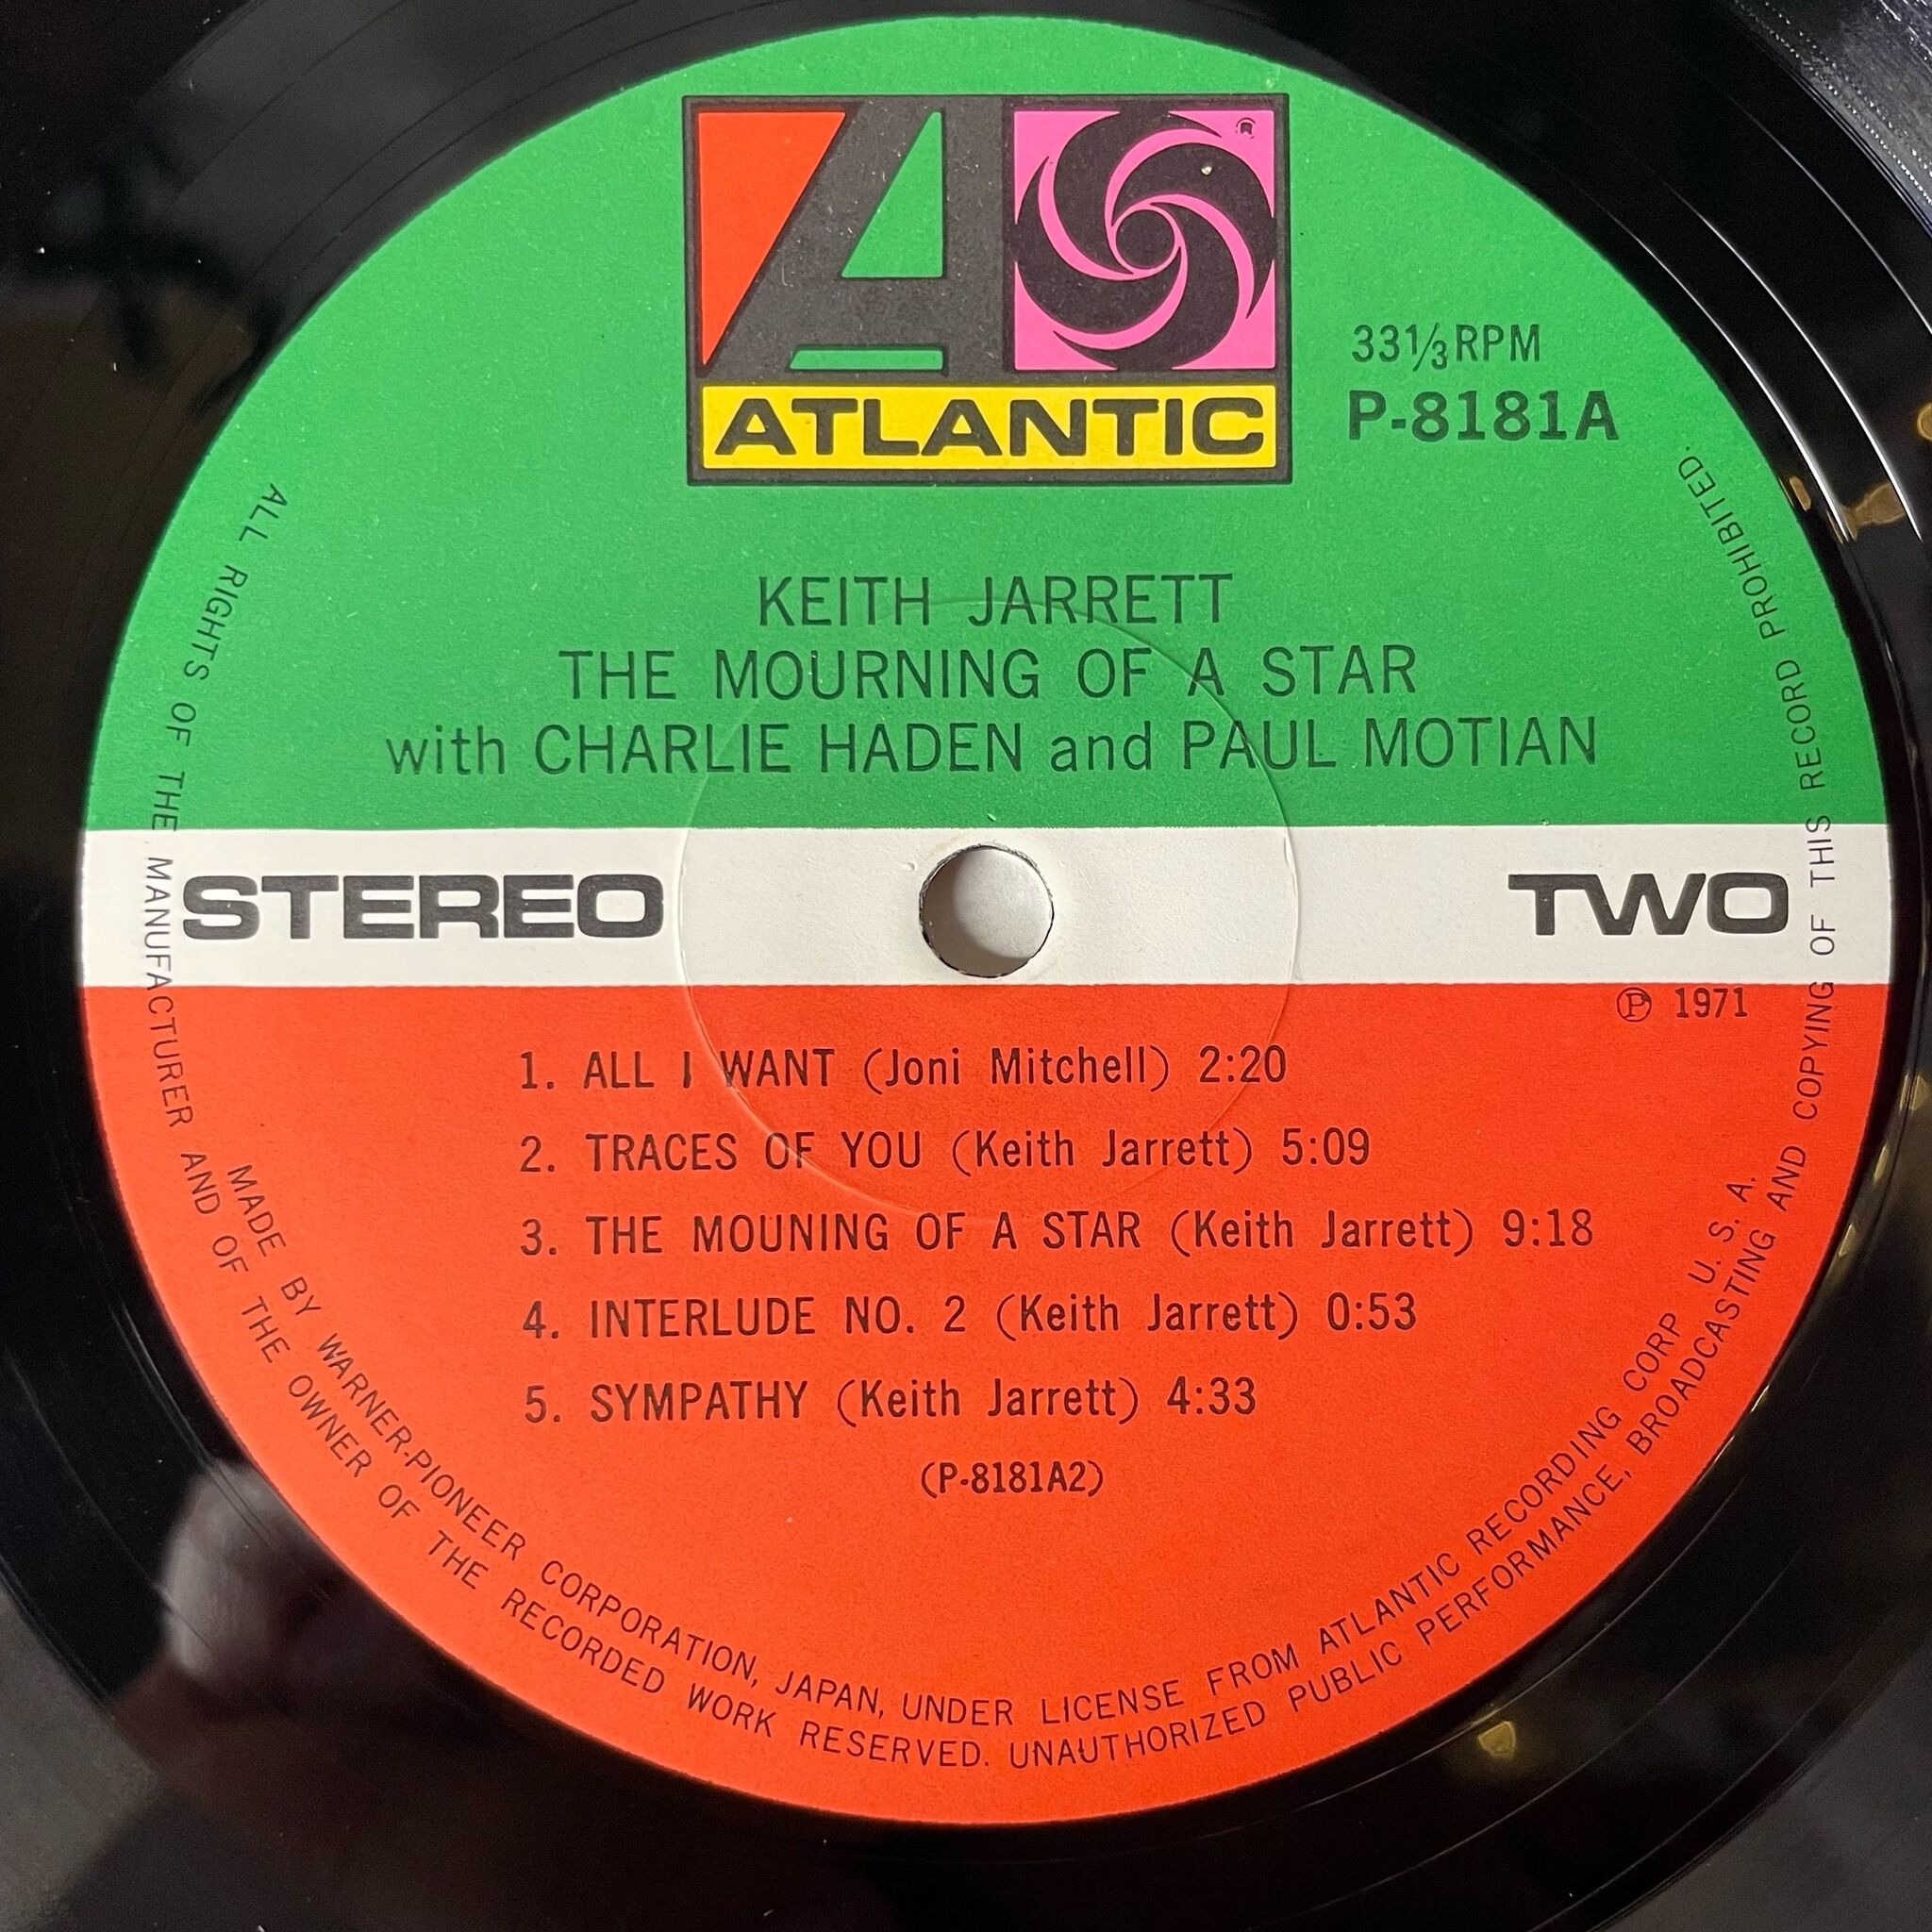 ®
ATLANTIC
33⅓ RPM
P-8181A
KEITH JARRETT
THE MOURNING OF A STAR
with CHARLIE HADEN and PAUL MOTIAN
STEREO
TWO
Ⓟ 1971
1. ALL I WANT (Joni Mitchell) 2:20
2. TRACES OF YOU (Keith Jarrett) 5:09
3. THE MOUNING OF A STAR (Keith Jarrett) 9:18
4. INTERLUDE NO. 2 (Keith Jarrett) 0:53
5. SYMPATHY (Keith Jarrett) 4:33
(P-8181A2)
MADE BY WARNER-PIONEER CORPORATION, JAPAN, UNDER LICENSE FROM ATLANTIC RECORDING CORP U. S. A.
ALL RIGHTS OF THE MANUFACTURER AND OF THE OWNER OF THE RECORDED WORK RESERVED. UNAUTHORIZED PUBLIC PERFORMANCE, BROADCASTING AND COPYING OF THIS RECORD PROHIBITED.